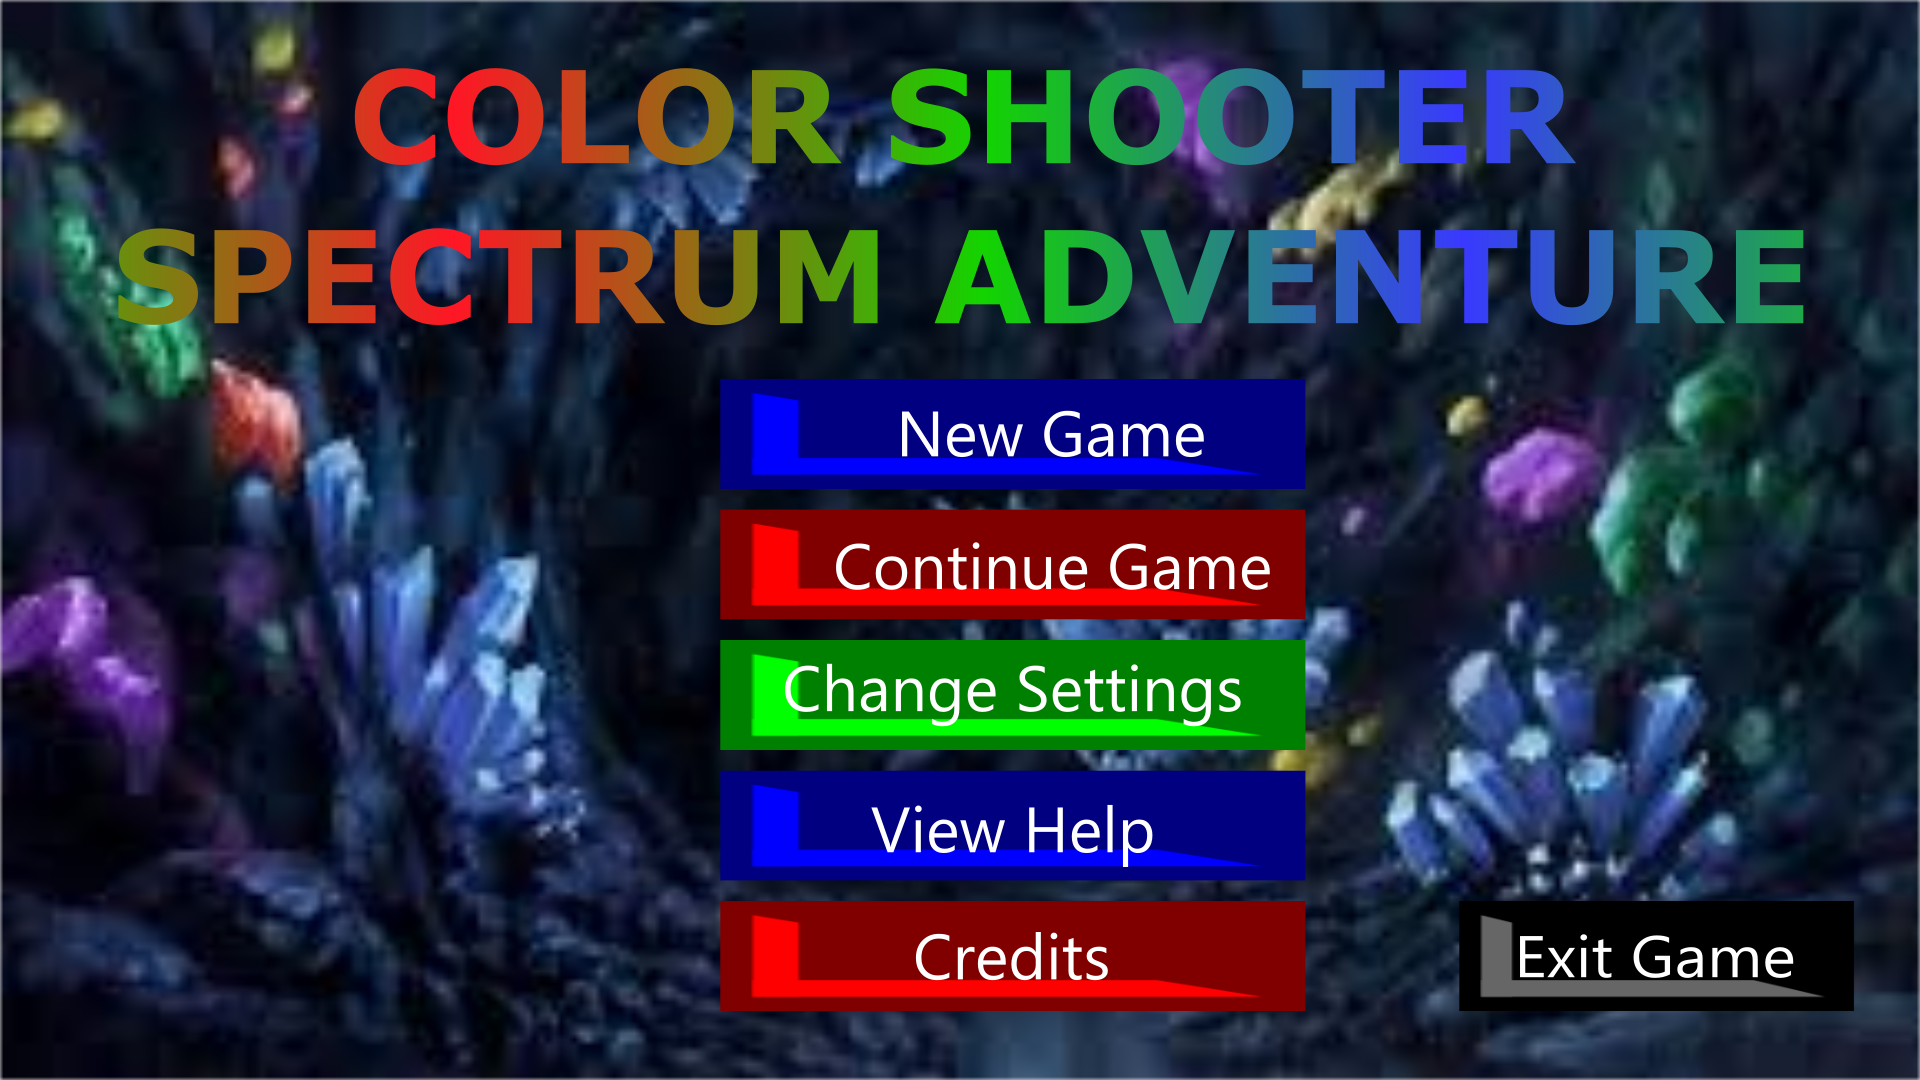 COLOR SHOOTER
SPECTRUM ADVENTURE
New Game
Continue Game
Change Settings
View Help
Credits
Exit Game